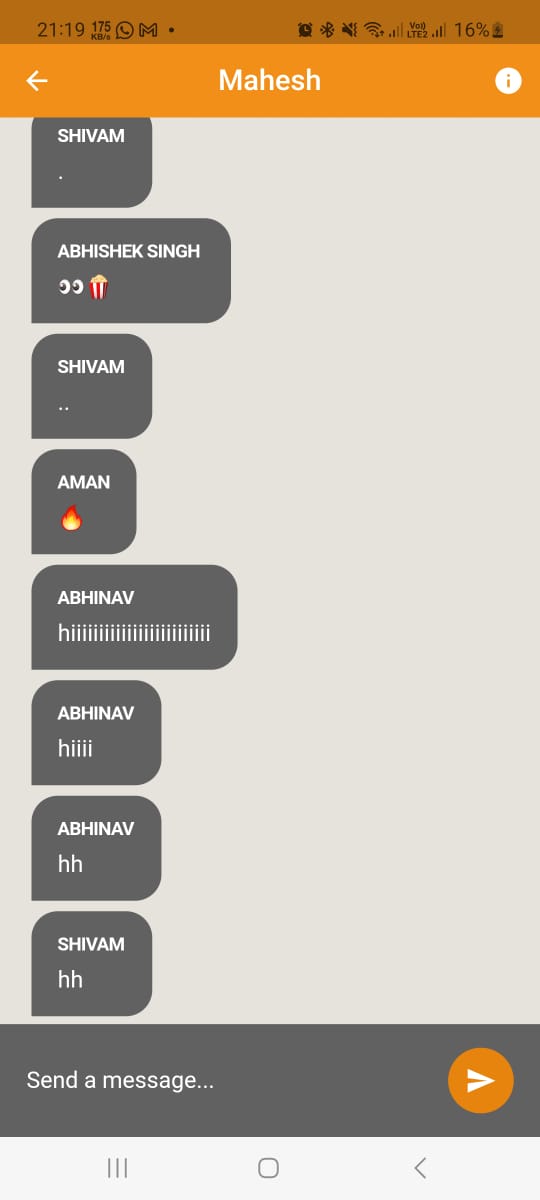 21:19 175 KB/s Vo)) LTE2 16%
Mahesh
SHIVAM
.
ABHISHEK SINGH
👀🍿
SHIVAM
..
AMAN
🔥
ABHINAV
hiiiiiiiiiiiiiiiiiiiiiiiii
ABHINAV
hiiii
ABHINAV
hh
SHIVAM
hh
Send a message...